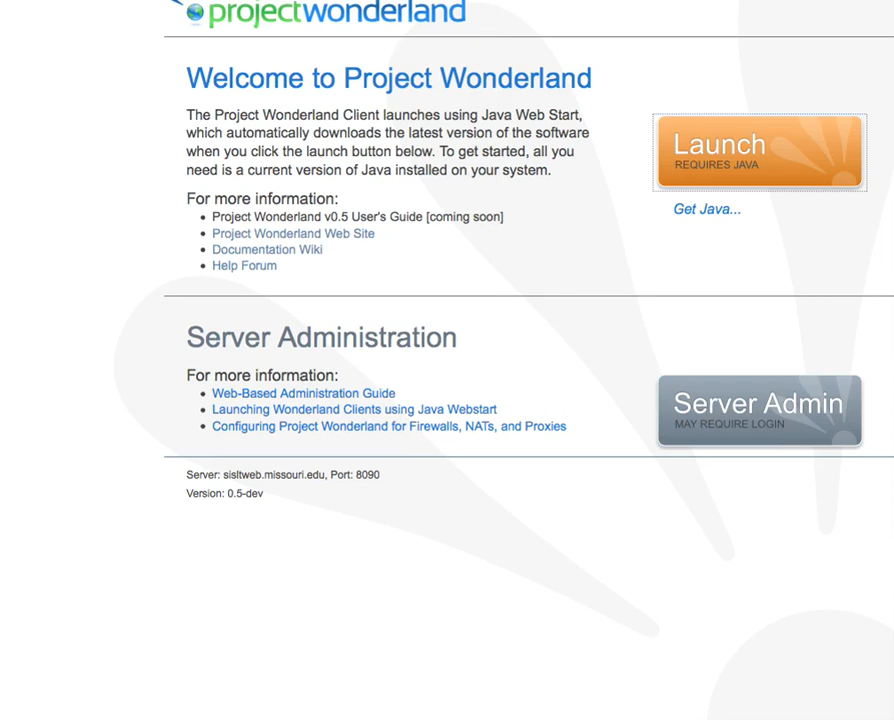 projectwonderland
Welcome to Project Wonderland
The Project Wonderland Client launches using Java Web Start,
which automatically downloads the latest version of the software
when you click the launch button below. To get started, all you
need is a current version of Java installed on your system.
For more information:
• Project Wonderland v0.5 User's Guide [coming soon]
• Project Wonderland Web Site
• Documentation Wiki
• Help Forum
Launch
REQUIRES JAVA
Get Java...
Server Administration
For more information:
• Web-Based Administration Guide
• Launching Wonderland Clients using Java Webstart
• Configuring Project Wonderland for Firewalls, NATs, and Proxies
Server Admin
MAY REQUIRE LOGIN
Server: sisltweb.missouri.edu, Port: 8090
Version: 0.5-dev